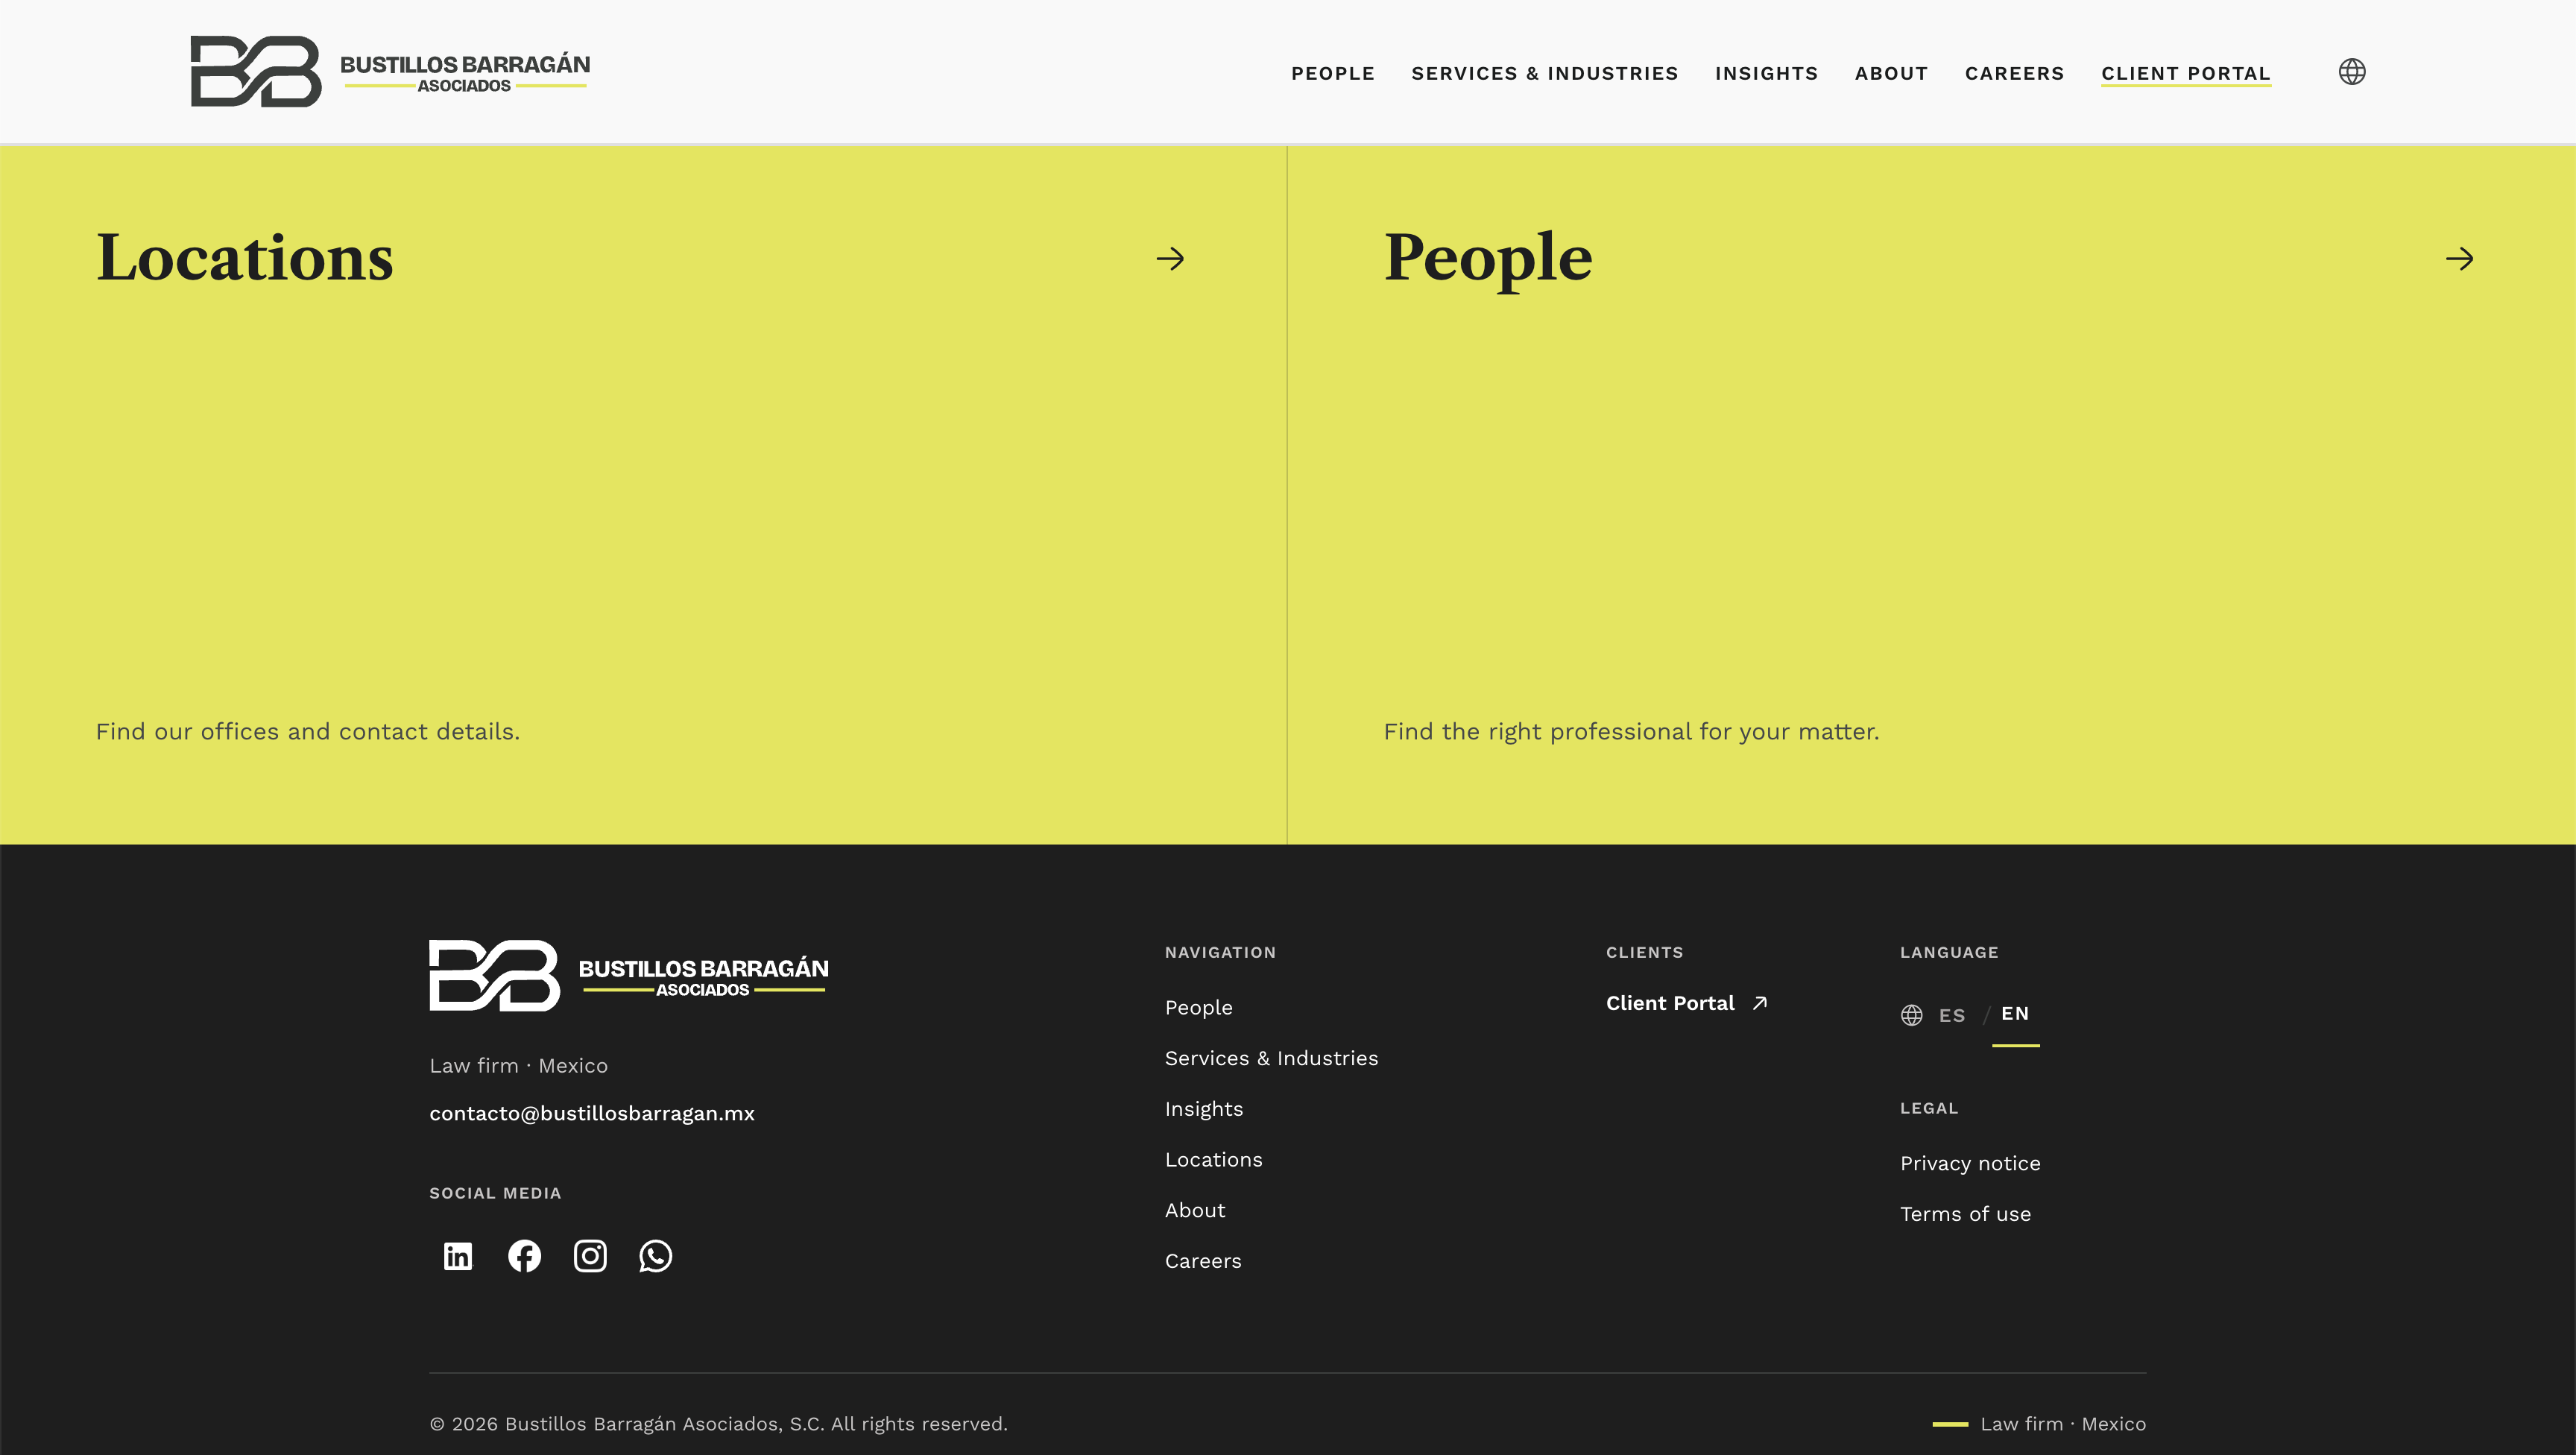 BUSTILLOS BARRAGÁN
ASOCIADOS
PEOPLE SERVICES & INDUSTRIES INSIGHTS ABOUT CAREERS CLIENT PORTAL
Locations
Find our offices and contact details.
People
Find the right professional for your matter.
BUSTILLOS BARRAGÁN
ASOCIADOS
Law firm · Mexico
contacto@bustillosbarragan.mx
SOCIAL MEDIA
NAVIGATION
People
Services & Industries
Insights
Locations
About
Careers
CLIENTS
Client Portal
LANGUAGE
ES / EN
LEGAL
Privacy notice
Terms of use
© 2026 Bustillos Barragán Asociados, S.C. All rights reserved.
Law firm · Mexico